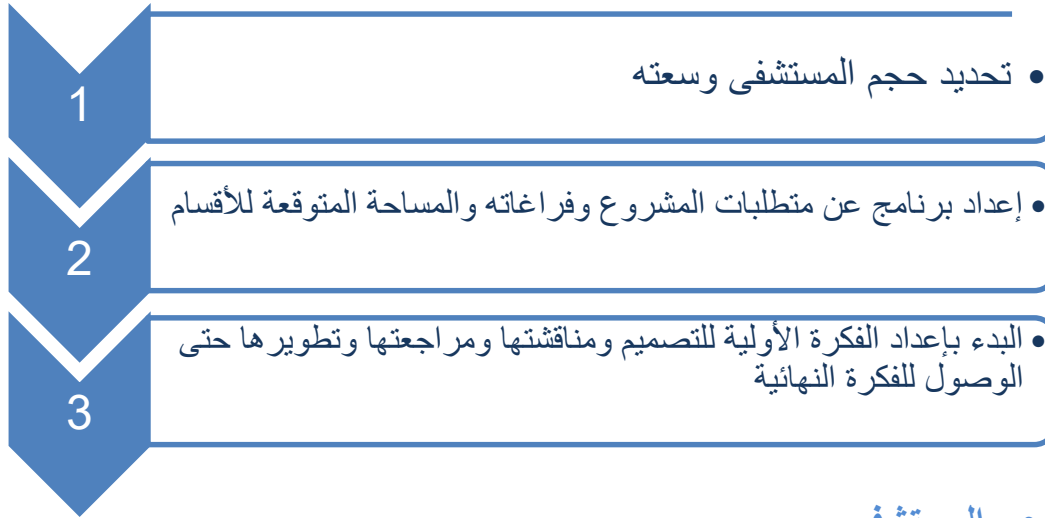 1
• تحديد حجم المستشفى وسعته
2
• إعداد برنامج عن متطلبات المشروع وفراغاته والمساحة المتوقعة للأقسام
3
• البدء بإعداد الفكرة الأولية للتصميم ومناقشتها ومراجعتها وتطويرها حتى
الوصول للفكرة النهائية